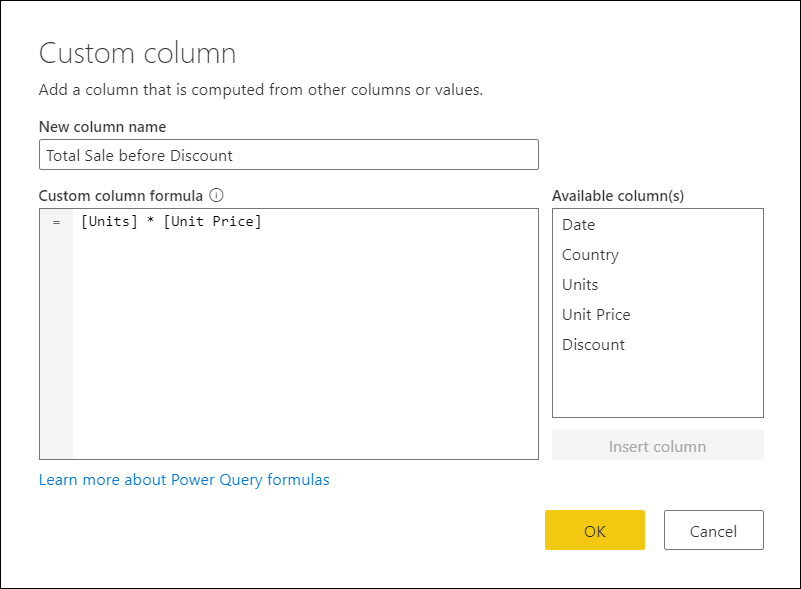 Custom column
Add a column that is computed from other columns or values.
New column name
Total Sale before Discount
Custom column formula
= [Units] * [Unit Price]
Available column(s)
Date
Country
Units
Unit Price
Discount
Insert column
Learn more about Power Query formulas
OK
Cancel